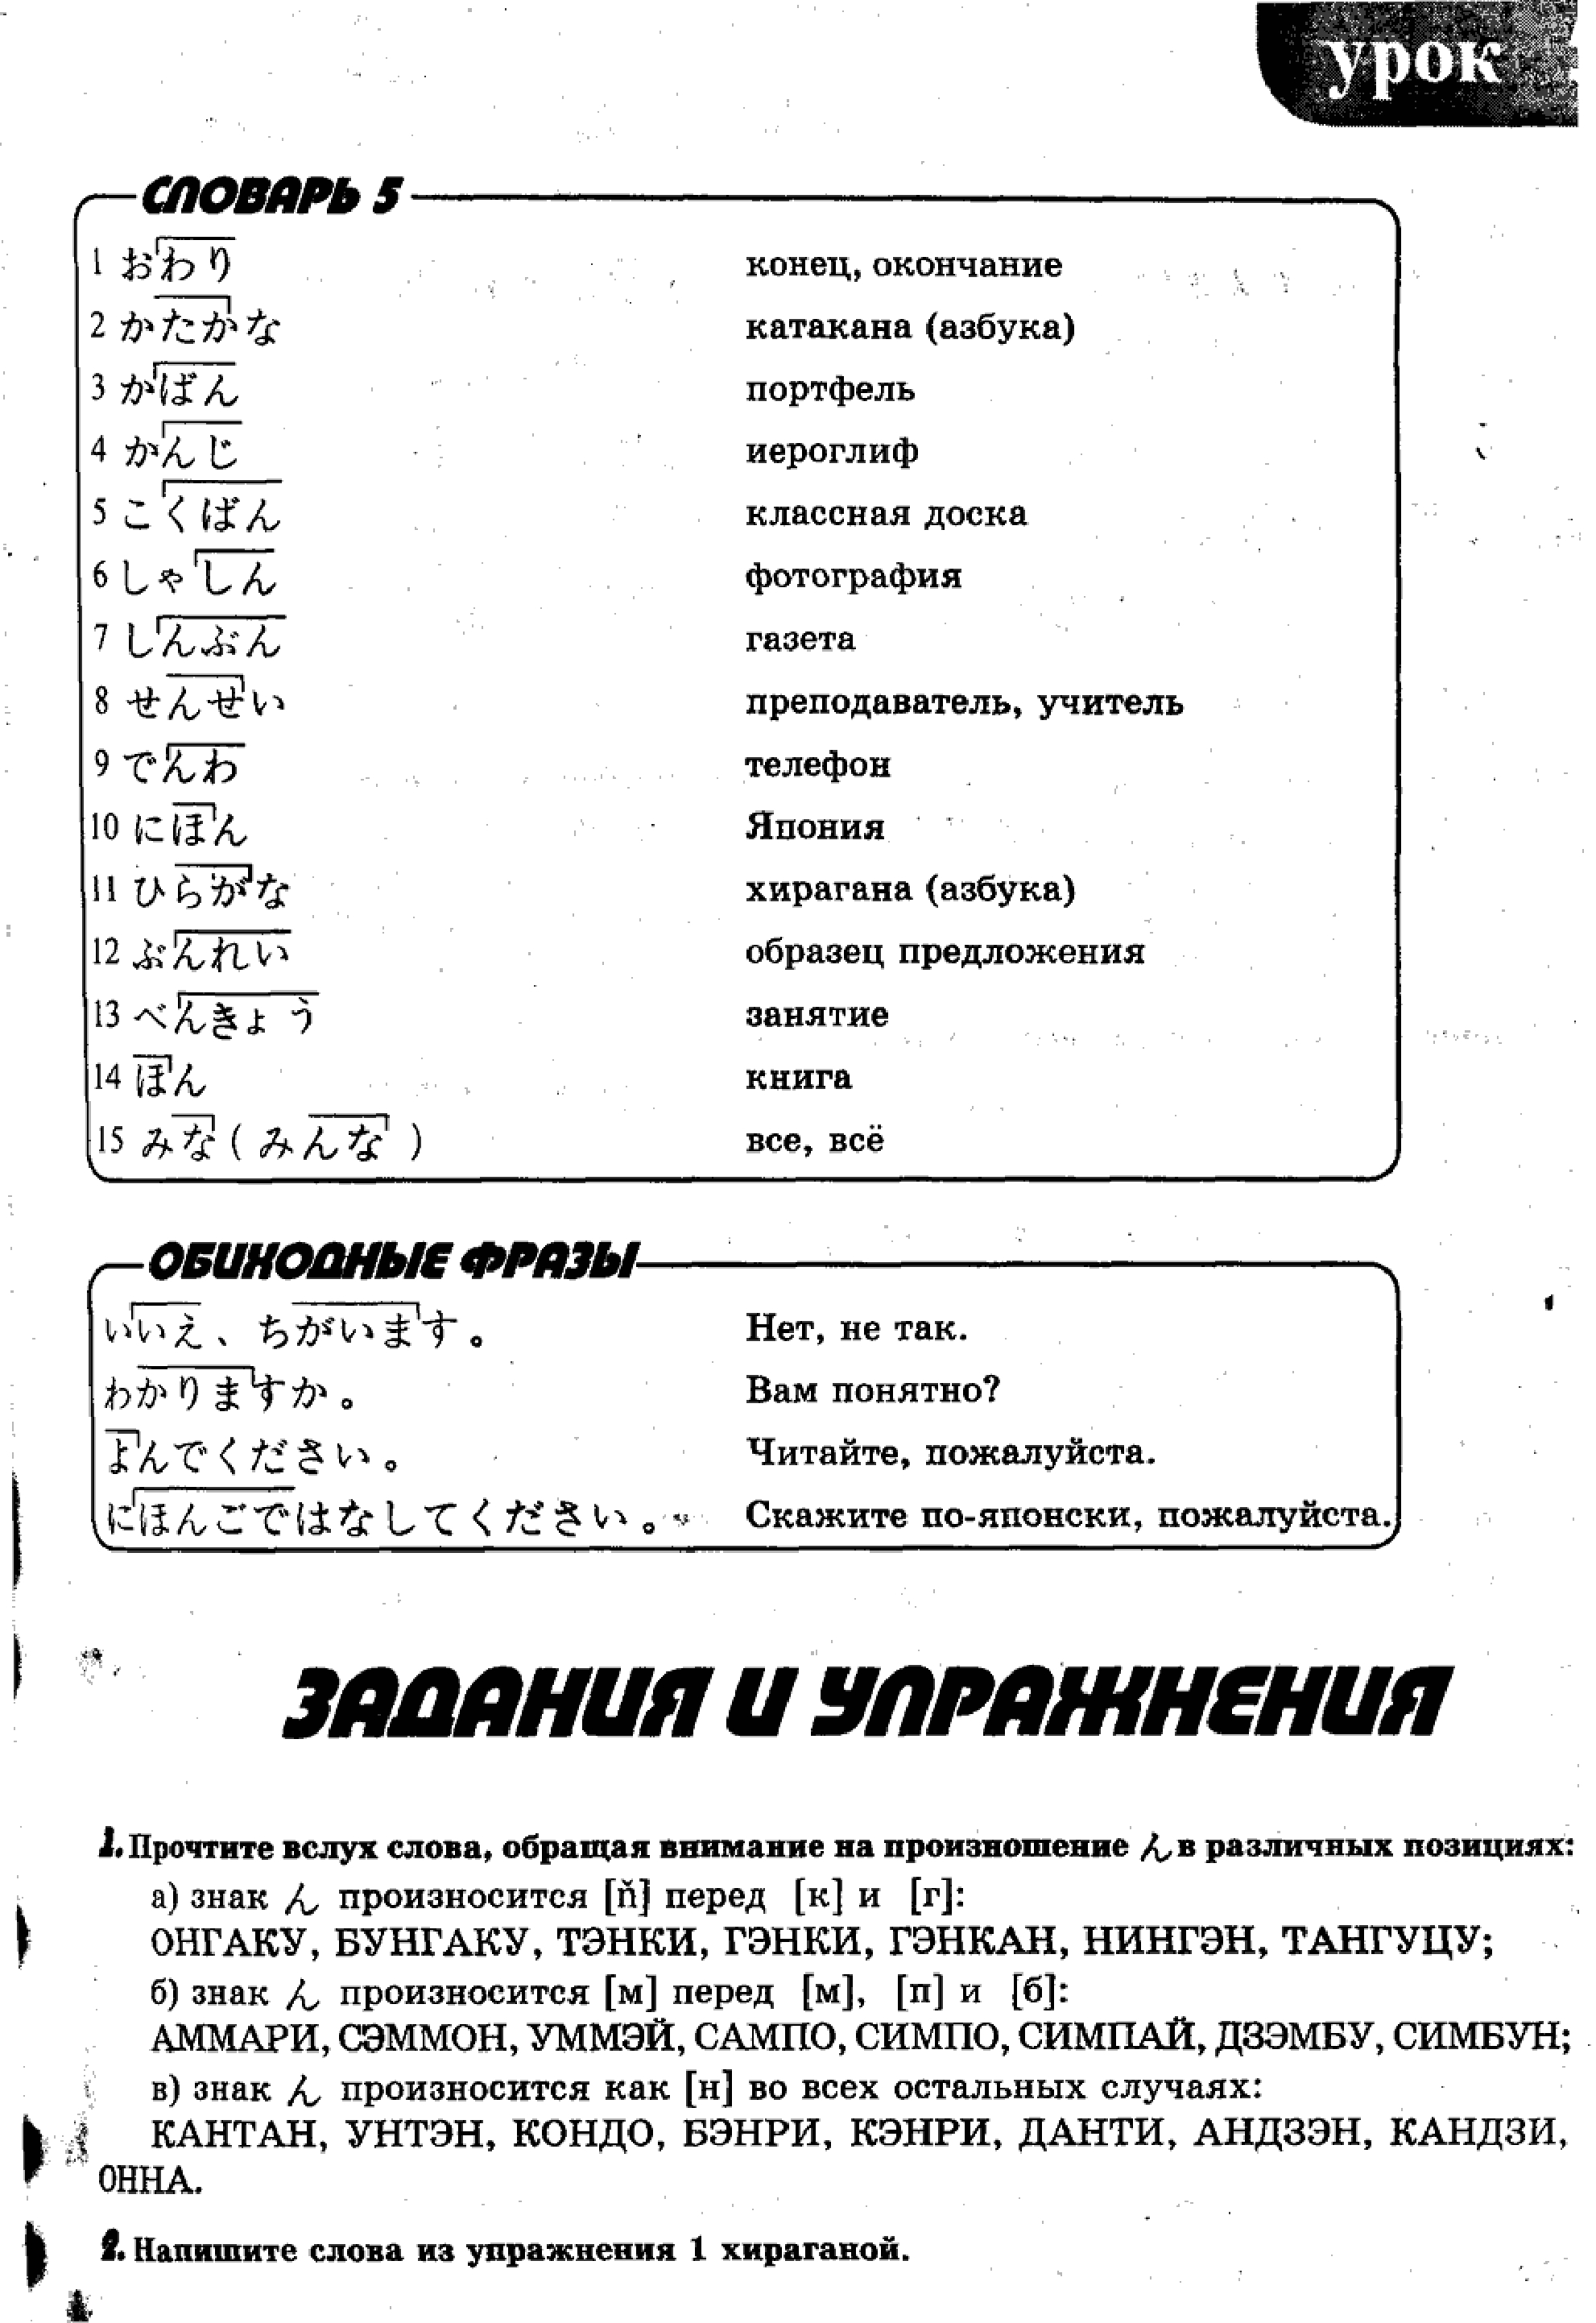 урок
СЛОВАРЬ 5
1 おわり конец, окончание
2 かたかな катакана (азбука)
3 かばん портфель
4 かんじ иероглиф
5 こくばん классная доска
6 しゃしん фотография
7 しんぶん газета
8 せんせい преподаватель, учитель
9 でんわ телефон
10 にほん Япония
11 ひらがな хирагана (азбука)
12 ぶんれい образец предложения
13 べんきょう занятие
14 ほん книга
15 みな ( みんな ) все, всё
ОБИХОДНЫЕ ФРАЗЫ
いいえ、ちがいます。 Нет, не так.
わかりますか。 Вам понятно?
よんでください。 Читайте, пожалуйста.
にほんごではなしてください。 Скажите по-японски, пожалуйста.
ЗАДАНИЯ И УПРАЖНЕНИЯ
1. Прочтите вслух слова, обращая внимание на произношение ん в различных позициях:
а) знак ん произносится [n̆] перед [к] и [г]:
ОНГАКУ, БУНГАКУ, ТЭНКИ, ГЭНКИ, ГЭНКАН, НИНГЭН, ТАНГУЦУ;
б) знак ん произносится [м] перед [м], [п] и [б]:
АММАРИ, СЭММОН, УММЭЙ, САМПО, СИМПО, СИМПАЙ, ДЗЭМБУ, СИМБУН;
в) знак ん произносится как [н] во всех остальных случаях:
КАНТАН, УНТЭН, КОНДО, БЭНРИ, КЭНРИ, ДАНТИ, АНДЗЭН, КАНДЗИ,
ОННА.
2. Напишите слова из упражнения 1 хираганой.